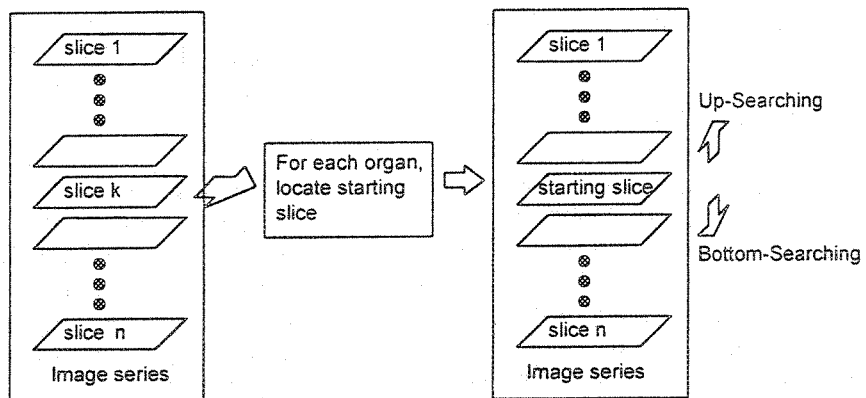 slice 1
slice k
slice n
Image series
For each organ,
locate starting
slice
slice 1
starting slice
slice n
Image series
Up-Searching
Bottom-Searching